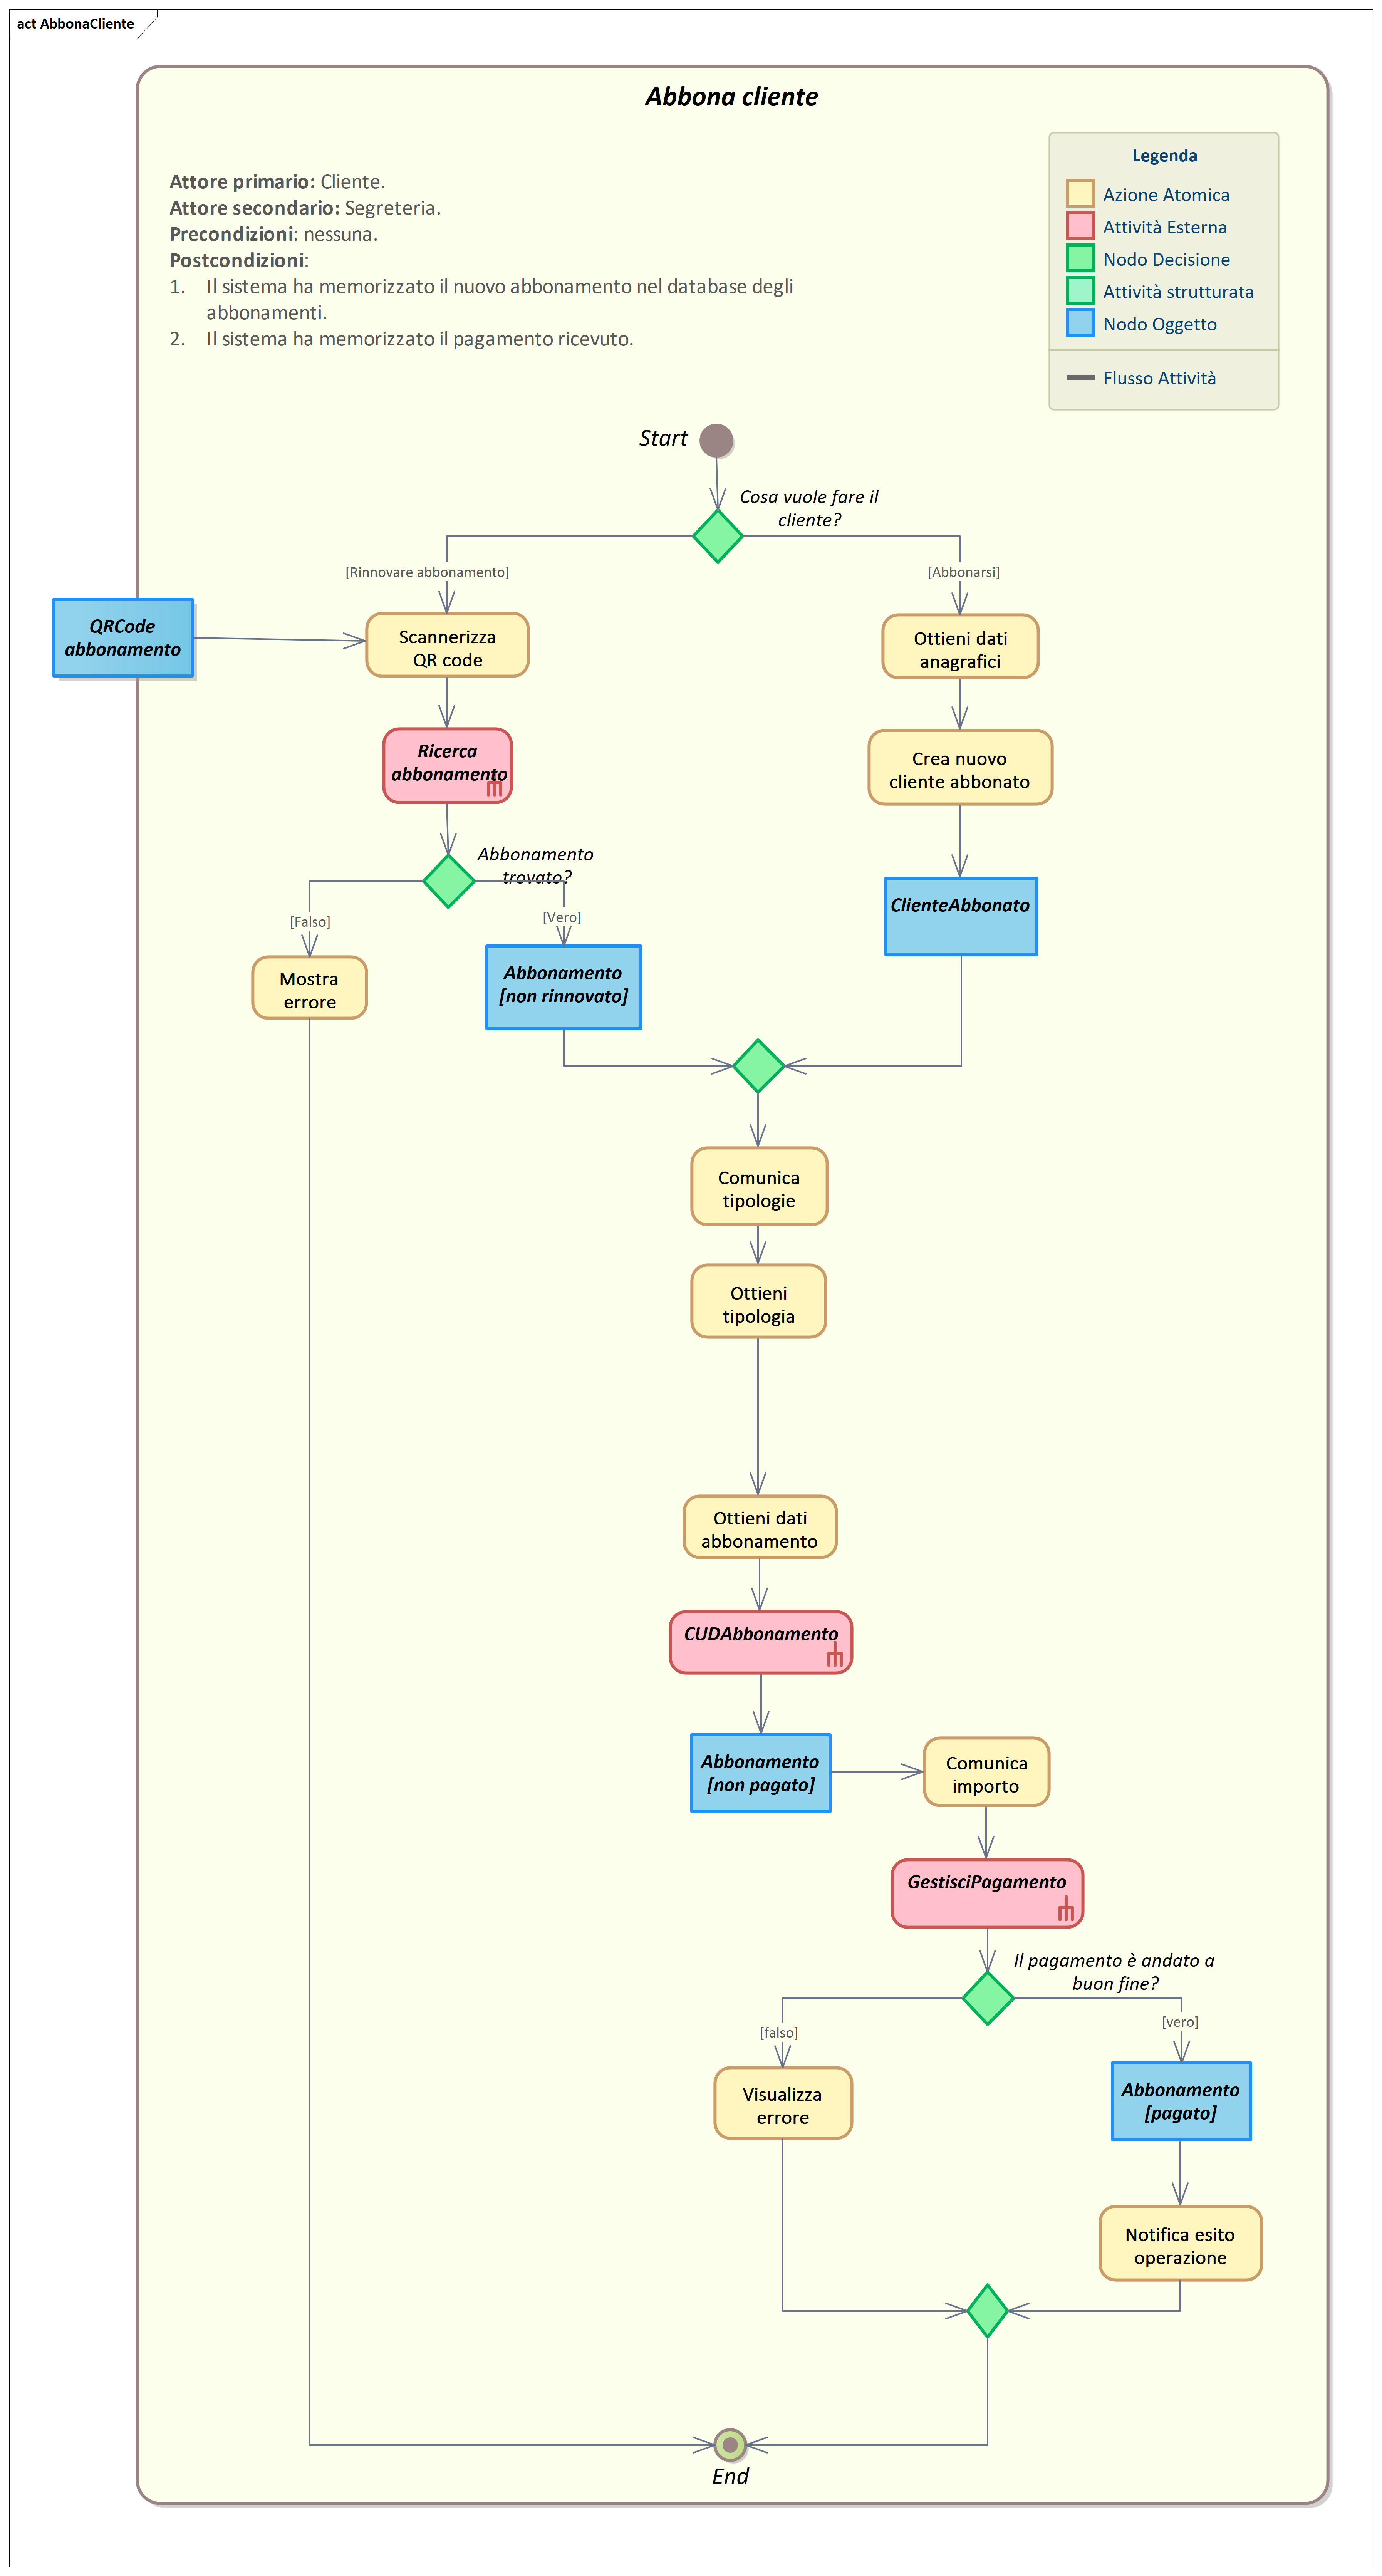 act AbbonaCliente
Abbona cliente
Legenda
Azione Atomica
Attività Esterna
Nodo Decisione
Attività strutturata
Nodo Oggetto
Flusso Attività
Attore primario: Cliente.
Attore secondario: Segreteria.
Precondizioni: nessuna.
Postcondizioni:
1. Il sistema ha memorizzato il nuovo abbonamento nel database degli
abbonamenti.
2. Il sistema ha memorizzato il pagamento ricevuto.
Start
Cosa vuole fare il
cliente?
[Rinnovare abbonamento]
[Abbonarsi]
QRCode
abbonamento
Scannerizza
QR code
Ottieni dati
anagrafici
Ricerca
abbonamento
Crea nuovo
cliente abbonato
Abbonamento
trovato?
[Falso]
[Vero]
ClienteAbbonato
Mostra
errore
Abbonamento
[non rinnovato]
Comunica
tipologie
Ottieni
tipologia
Ottieni dati
abbonamento
CUDAbbonamento
Abbonamento
[non pagato]
Comunica
importo
GestisciPagamento
Il pagamento è andato a
buon fine?
[falso]
[vero]
Visualizza
errore
Abbonamento
[pagato]
Notifica esito
operazione
End